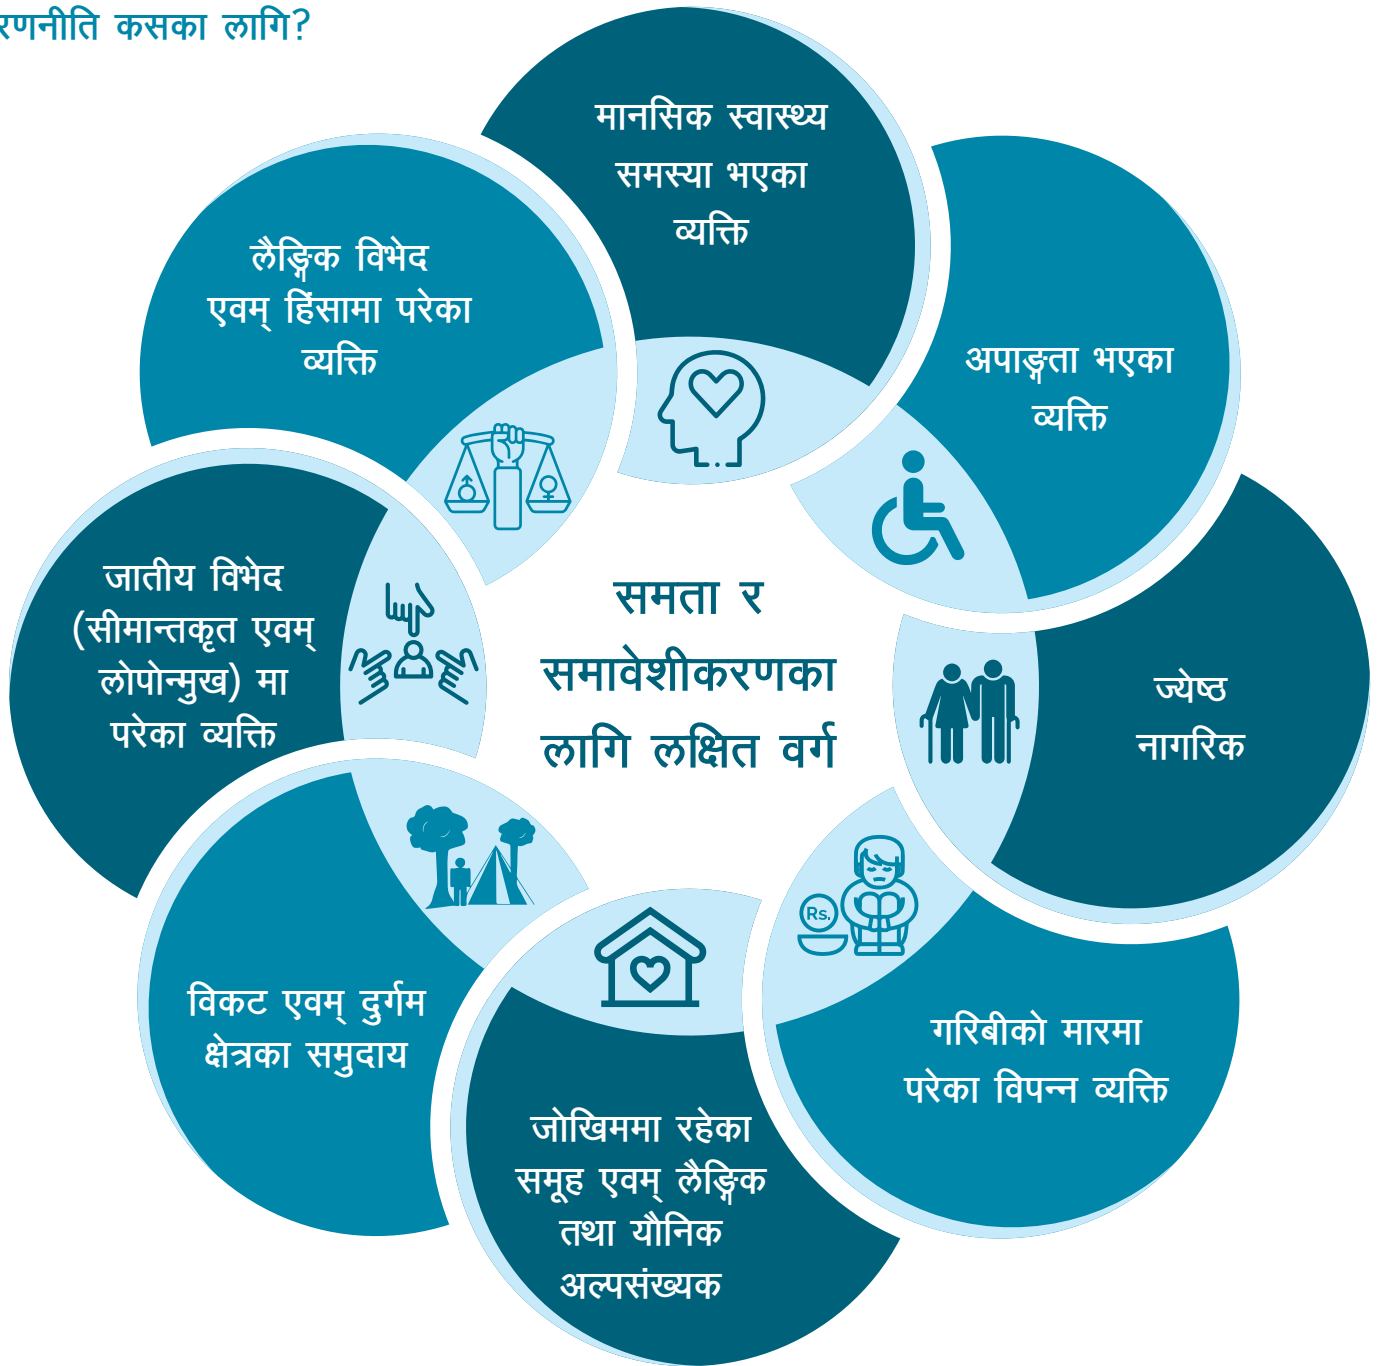 रणनीति कसका लागि?
मानसिक स्वास्थ्य
समस्या भएका
व्यक्ति
अपाङ्गता भएका
व्यक्ति
ज्येष्ठ
नागरिक
Rs.
गरिबीको मारमा
परेका विपन्न व्यक्ति
जोखिममा रहेका
समूह एवम् लैङ्गिक
तथा यौनिक
अल्पसंख्यक
विकट एवम् दुर्गम
क्षेत्रका समुदाय
जातीय विभेद
(सीमान्तकृत एवम्
लोपोन्मुख) मा
परेका व्यक्ति
लैङ्गिक विभेद
एवम् हिंसामा परेका
व्यक्ति
समता र
समावेशीकरणका
लागि लक्षित वर्ग